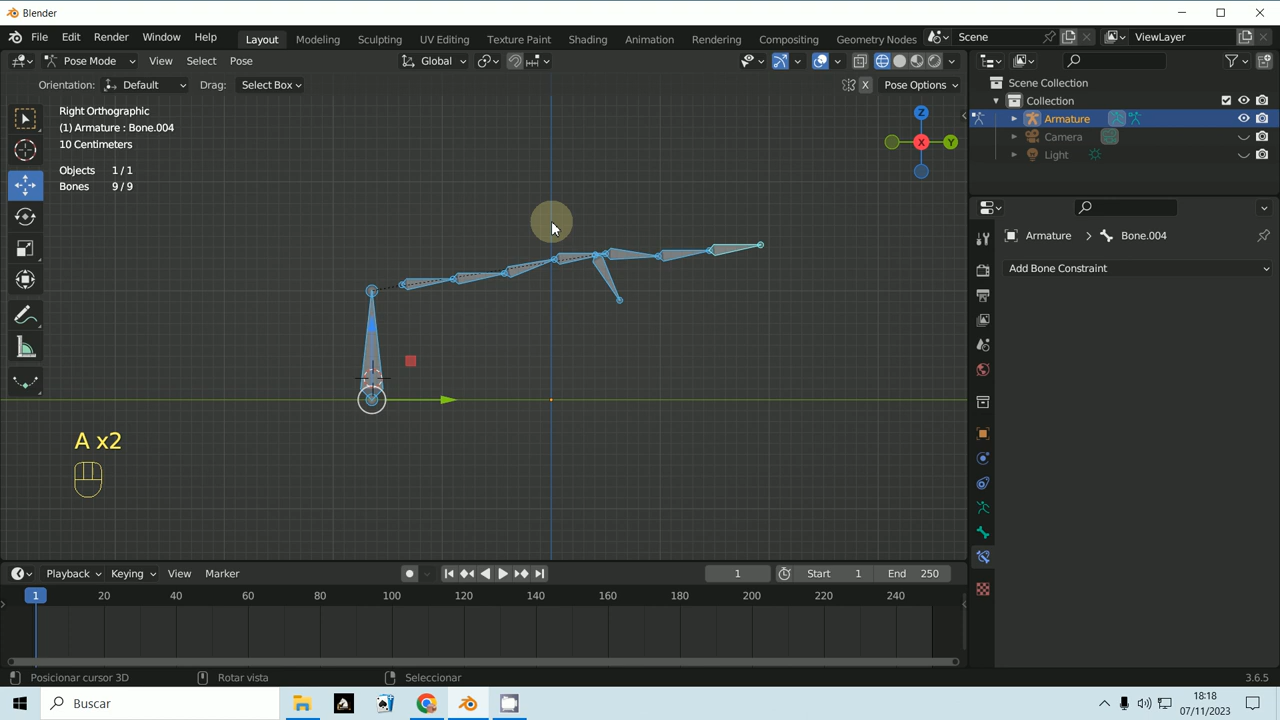 Blender
File Edit Render Window Help Layout Modeling Sculpting UV Editing Texture Paint Shading Animation Rendering Compositing Geometry Nodes Scene ViewLayer
Pose Mode View Select Pose Global
Orientation: Default Drag: Select Box X Pose Options
Right Orthographic
(1) Armature : Bone.004
10 Centimeters
Objects 1/1
Bones 9/9
Z
Y
X
A x2
Scene Collection
Collection
Armature
Camera
Light
Armature > Bone.004
Add Bone Constraint
Playback Keying View Marker 1 Start 1 End 250
1 20 40 60 80 100 120 140 160 180 200 220 240
Posicionar cursor 3D Rotar vista Seleccionar 3.6.5
Buscar
18:18
07/11/2023